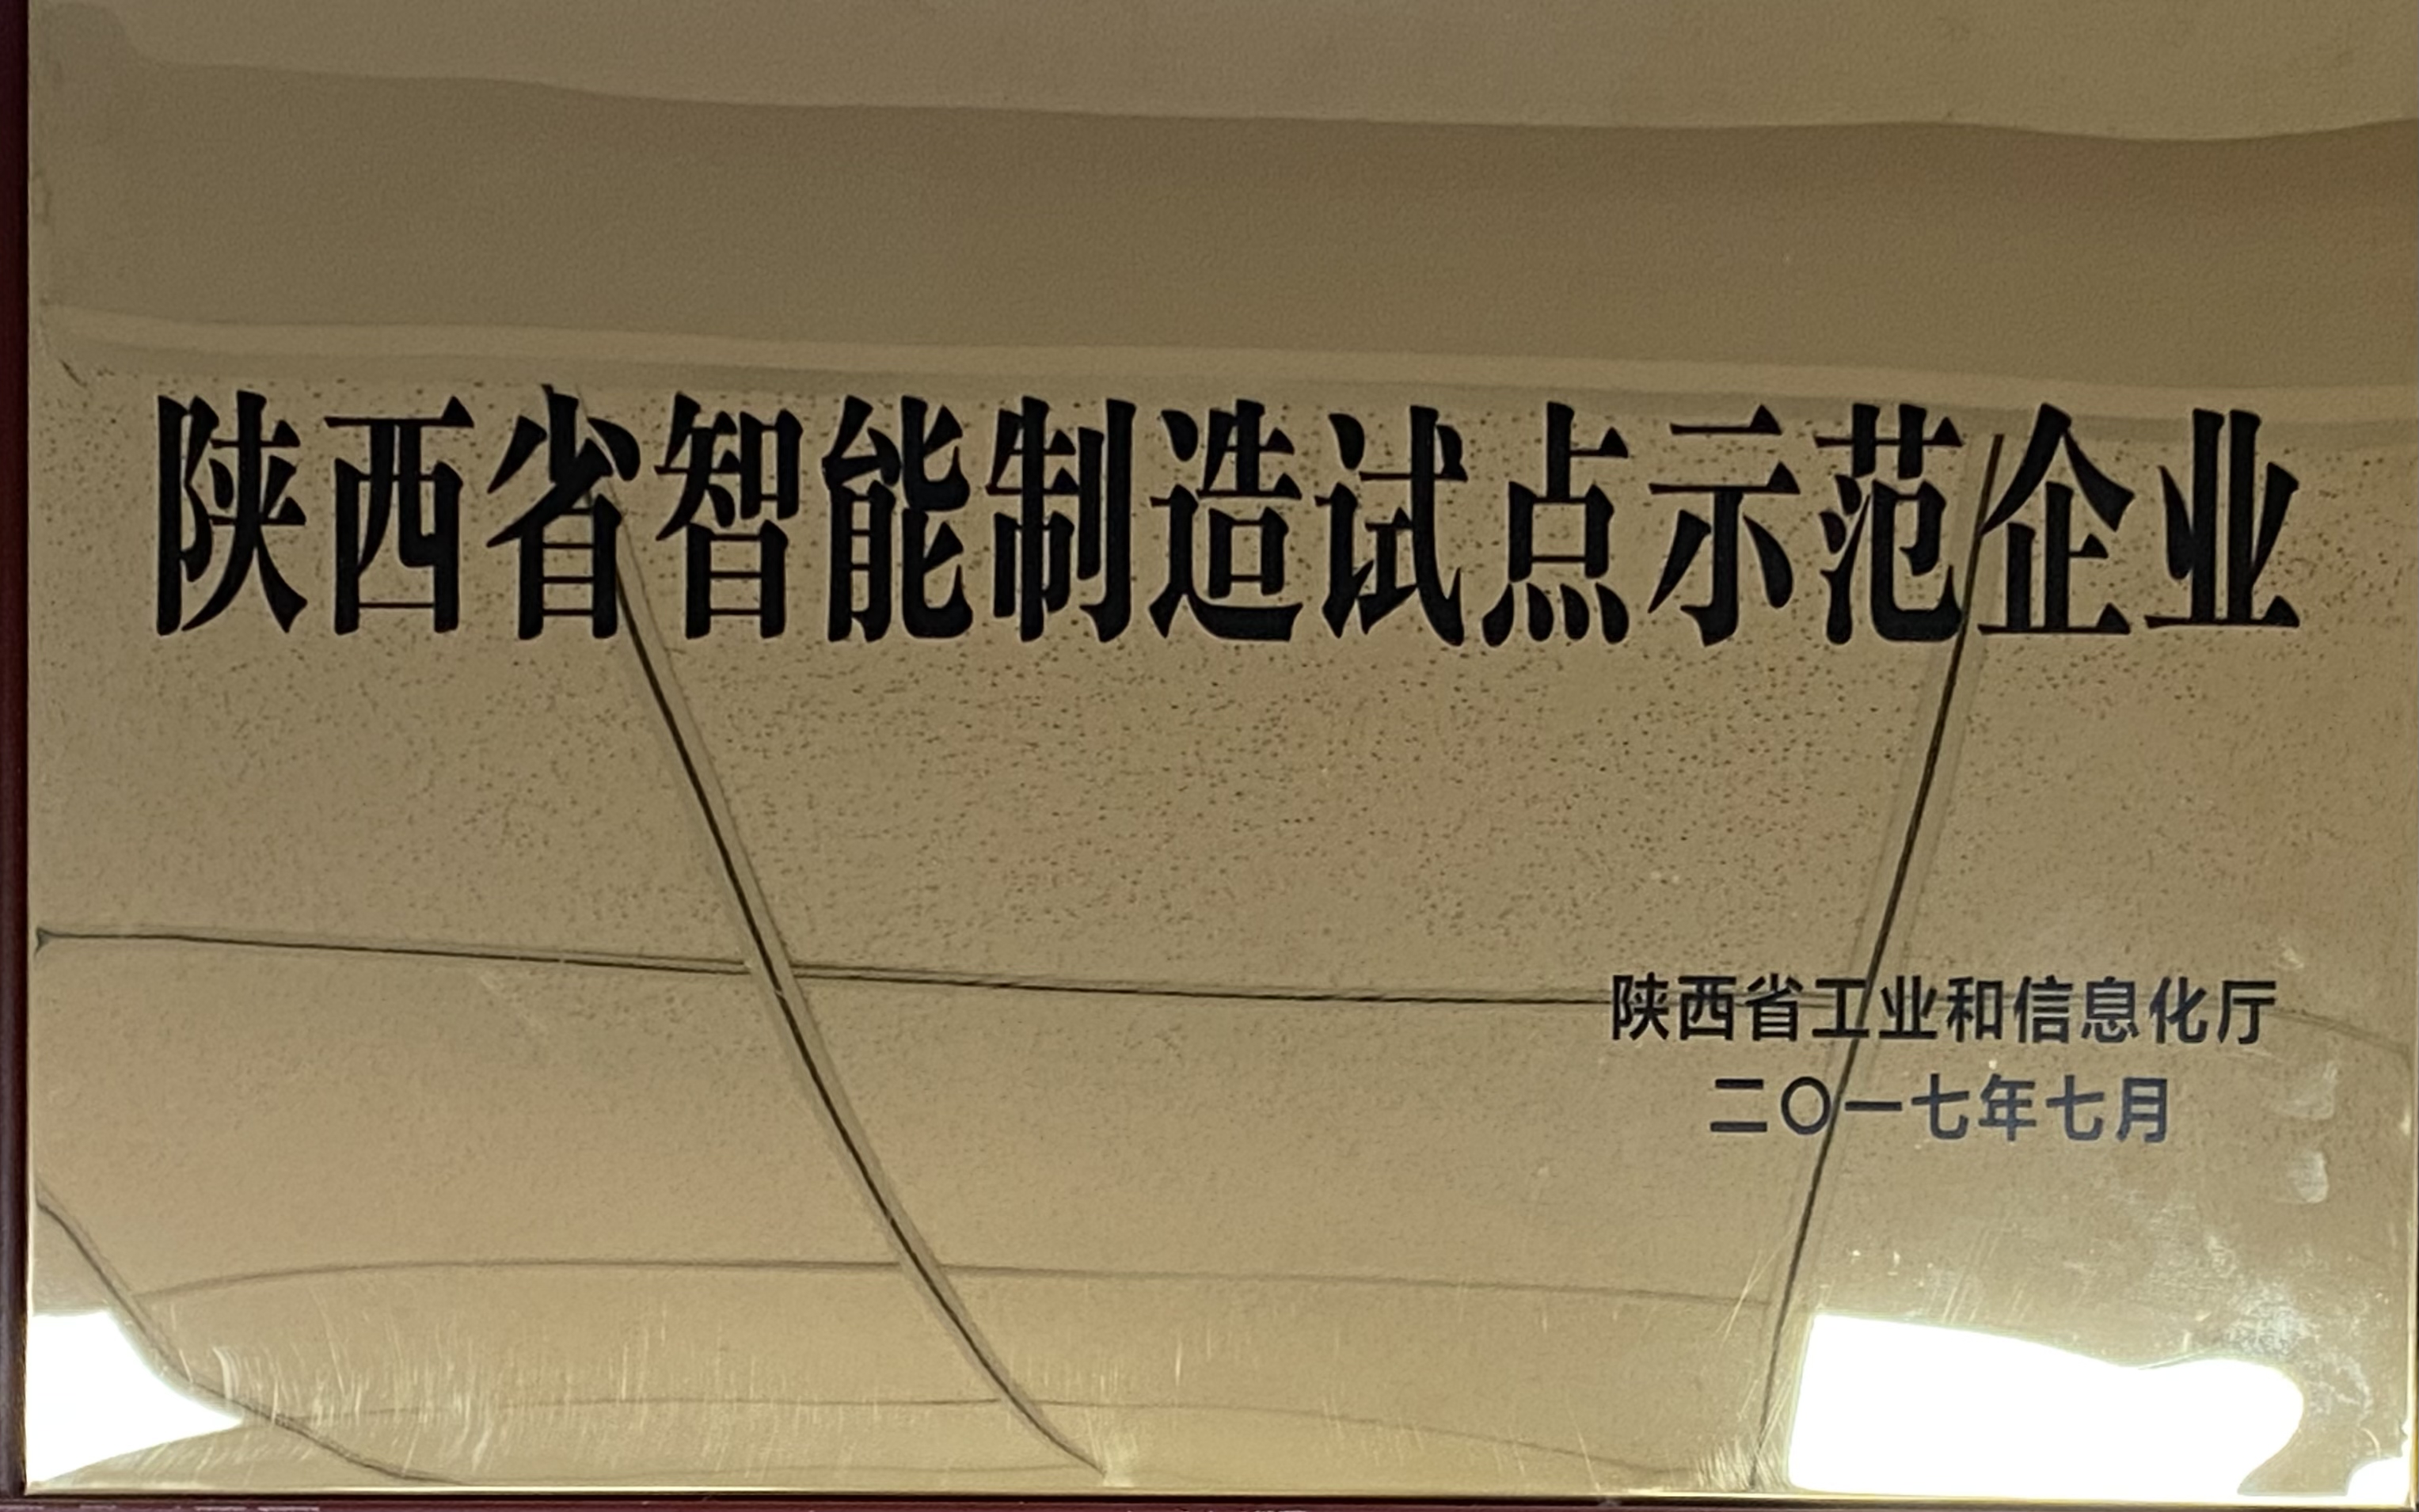 陕西省智能制造试点示范企业
陕西省工业和信息化厅
二〇一七年七月